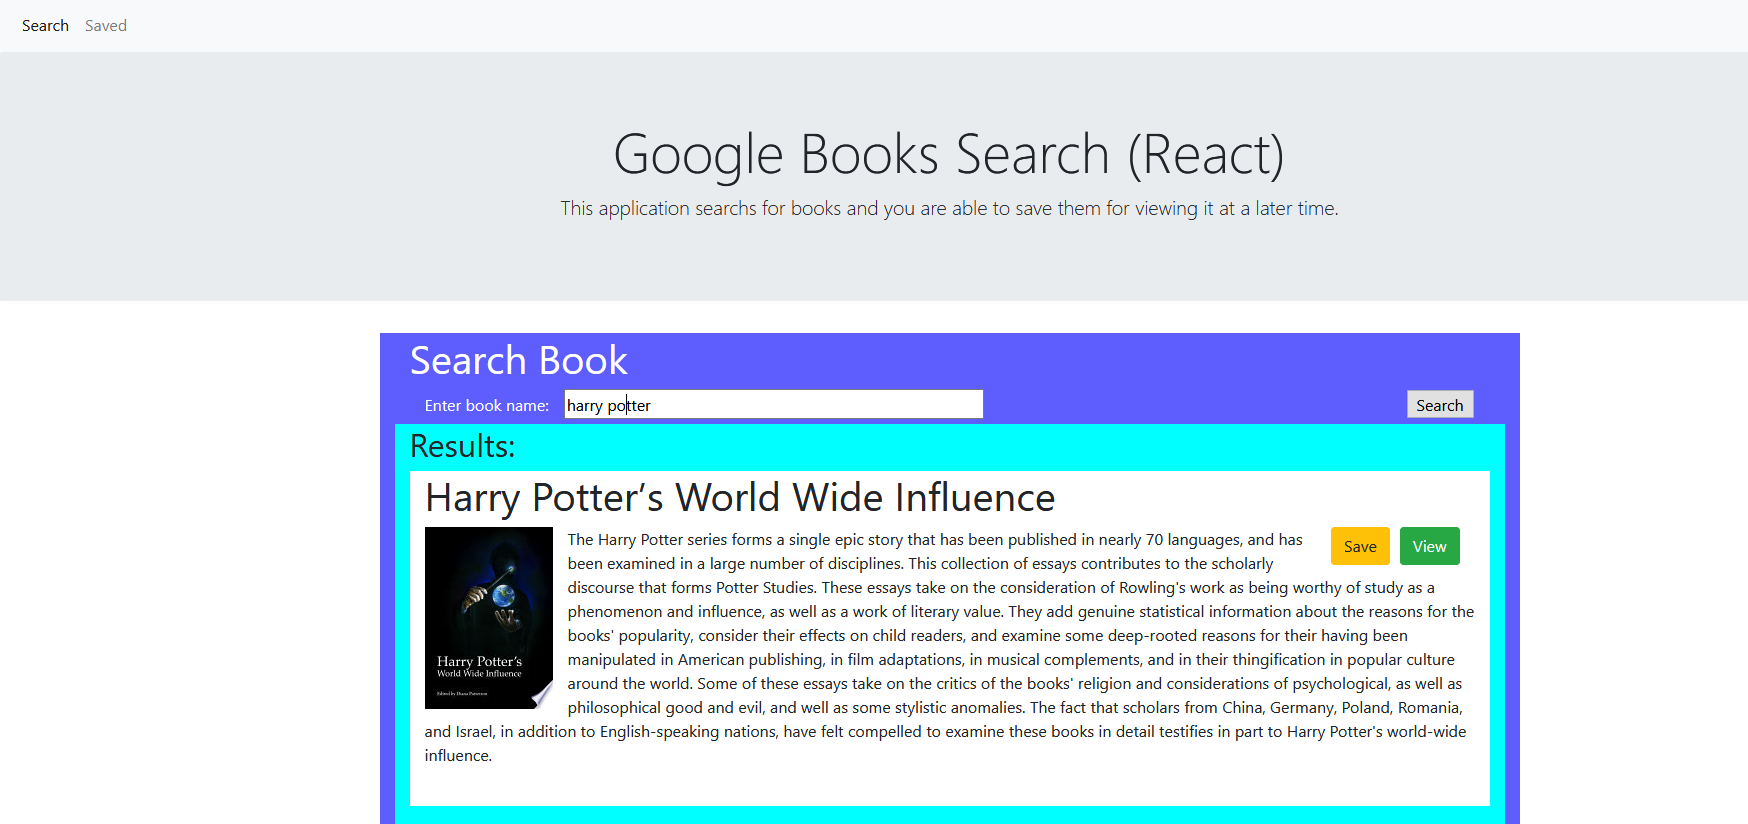 Search Saved
Google Books Search (React)
This application searchs for books and you are able to save them for viewing it at a later time.
Search Book
Enter book name: harry potter Search
Results:
Harry Potter’s World Wide Influence
Save View
The Harry Potter series forms a single epic story that has been published in nearly 70 languages, and has
been examined in a large number of disciplines. This collection of essays contributes to the scholarly
discourse that forms Potter Studies. These essays take on the consideration of Rowling's work as being worthy of study as a
phenomenon and influence, as well as a work of literary value. They add genuine statistical information about the reasons for the
books' popularity, consider their effects on child readers, and examine some deep-rooted reasons for their having been
manipulated in American publishing, in film adaptations, in musical complements, and in their thingification in popular culture
around the world. Some of these essays take on the critics of the books' religion and considerations of psychological, as well as
philosophical good and evil, and well as some stylistic anomalies. The fact that scholars from China, Germany, Poland, Romania,
and Israel, in addition to English-speaking nations, have felt compelled to examine these books in detail testifies in part to Harry Potter's world-wide
influence.
Harry Potter’s
World Wide Influence
Edited by Diana Patterson